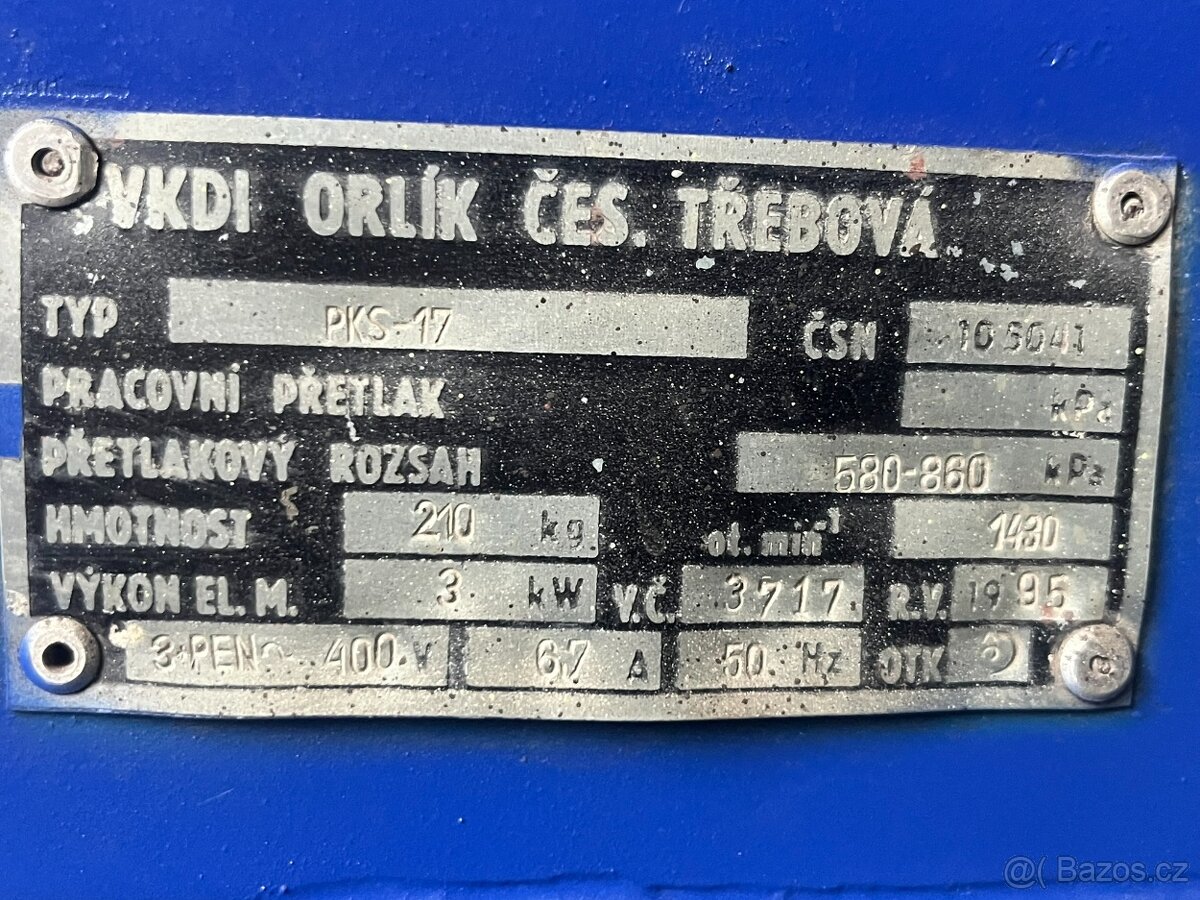 VKDI ORLÍK ČES. TŘEBOVÁ
TYP PKS-17 ČSN 105041
PRACOVNÍ PŘETLAK kPa
PŘETLAKOVÝ ROZSAH 580-860 kPa
HMOTNOST 210 kg ot. min⁻¹ 1430
VÝKON EL. M. 3 kW V.Č. 3717 R.V. 1995
3 PEN ~ 400 V 6,7 A 50 Hz OTK
@( Bazos.cz